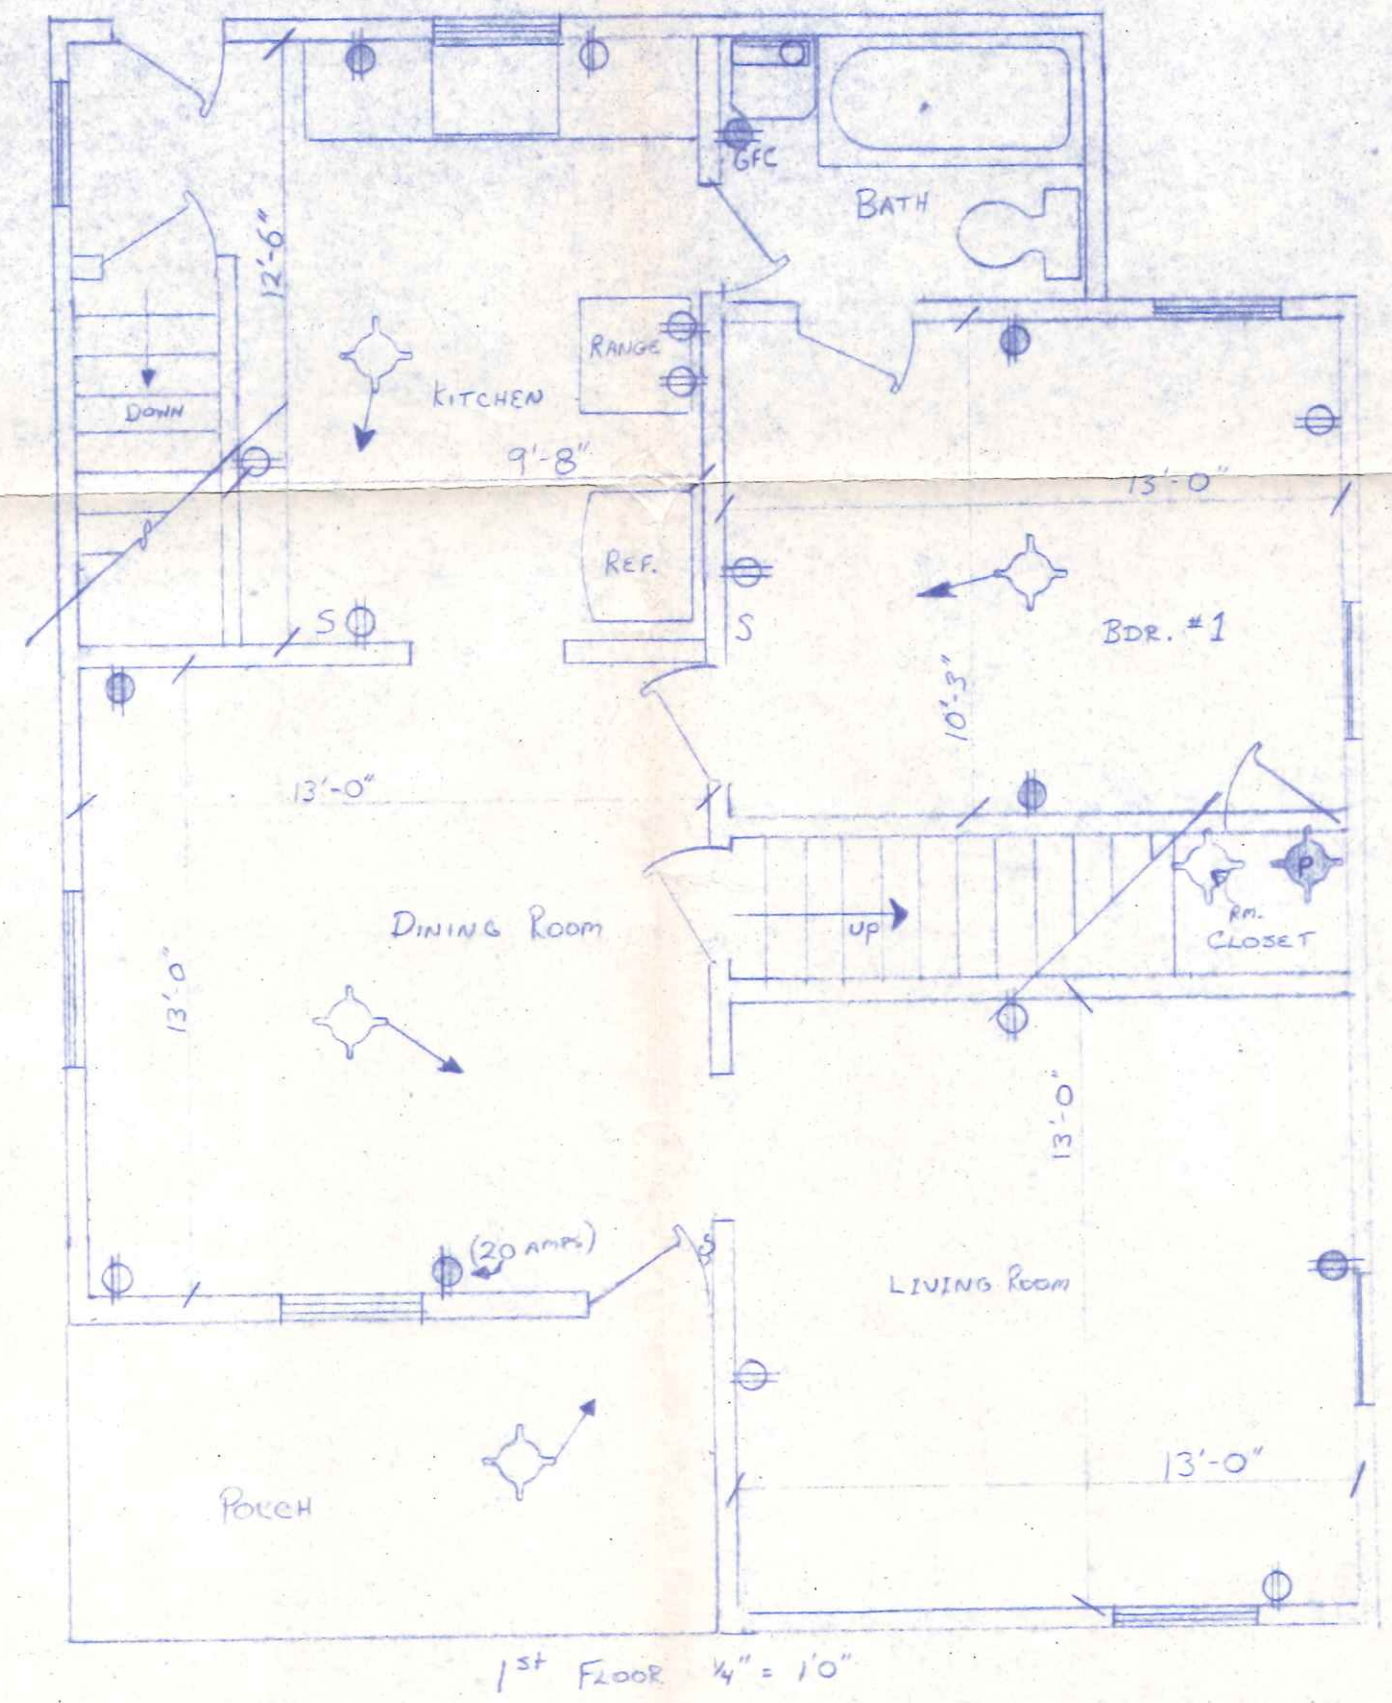 GFC
BATH
12'-6"
RANGE
KITCHEN
DOWN
9'-8"
13'-0"
REF.
S
S
BDR. #1
10'-3"
13'-0"
P
RM.
CLOSET
UP
DINING ROOM
13'-0"
13'-0"
(20 AMPS)
S
LIVING ROOM
13'-0"
PORCH
1st FLOOR 1/4" = 1'0"